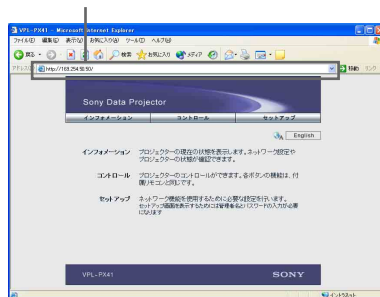 VPL-PX41 - Microsoft Internet Explorer
ファイル(F) 編集(E) 表示(V) お気に入り(A) ツール(T) ヘルプ(H)
戻る 検索 お気に入り メディア
アドレス(D) http://169.254.50.50/ 移動 リンク
Sony Data Projector
インフォメーション コントロール セットアップ
English
インフォメーション プロジェクターの現在の状態を表示します。ネットワーク設定や
プロジェクターの状態が確認できます。
コントロール プロジェクターのコントロールができます。各ボタンの機能は、付
属リモコンと同じです。
セットアップ ネットワーク機能を使用するために必要な設定を行います。
セットアップ画面を表示するためには管理者名とパスワードの入力が必要
になります
VPL-PX41 SONY
イントラネット